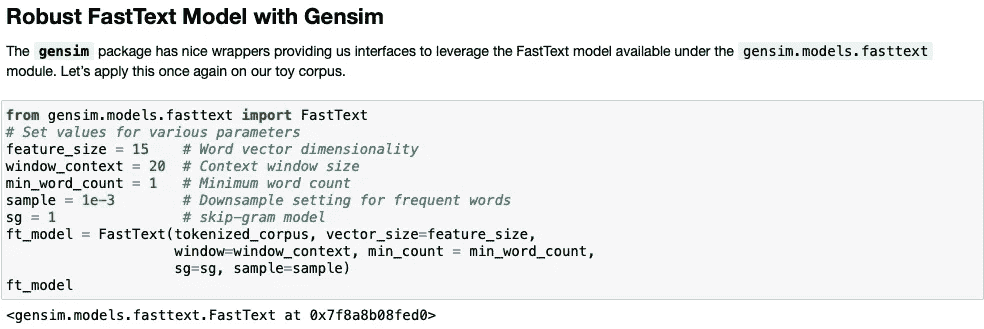 Robust FastText Model with Gensim
The gensim package has nice wrappers providing us interfaces to leverage the FastText model available under the gensim.models.fasttext
module. Let's apply this once again on our toy corpus.
from gensim.models.fasttext import FastText
# Set values for various parameters
feature_size = 15    # Word vector dimensionality
window_context = 20  # Context window size
min_word_count = 1   # Minimum word count
sample = 1e-3        # Downsample setting for frequent words
sg = 1               # skip-gram model
ft_model = FastText(tokenized_corpus, vector_size=feature_size,
                    window=window_context, min_count = min_word_count,
                    sg=sg, sample=sample)
ft_model
<gensim.models.fasttext.FastText at 0x7f8a8b08fed0>